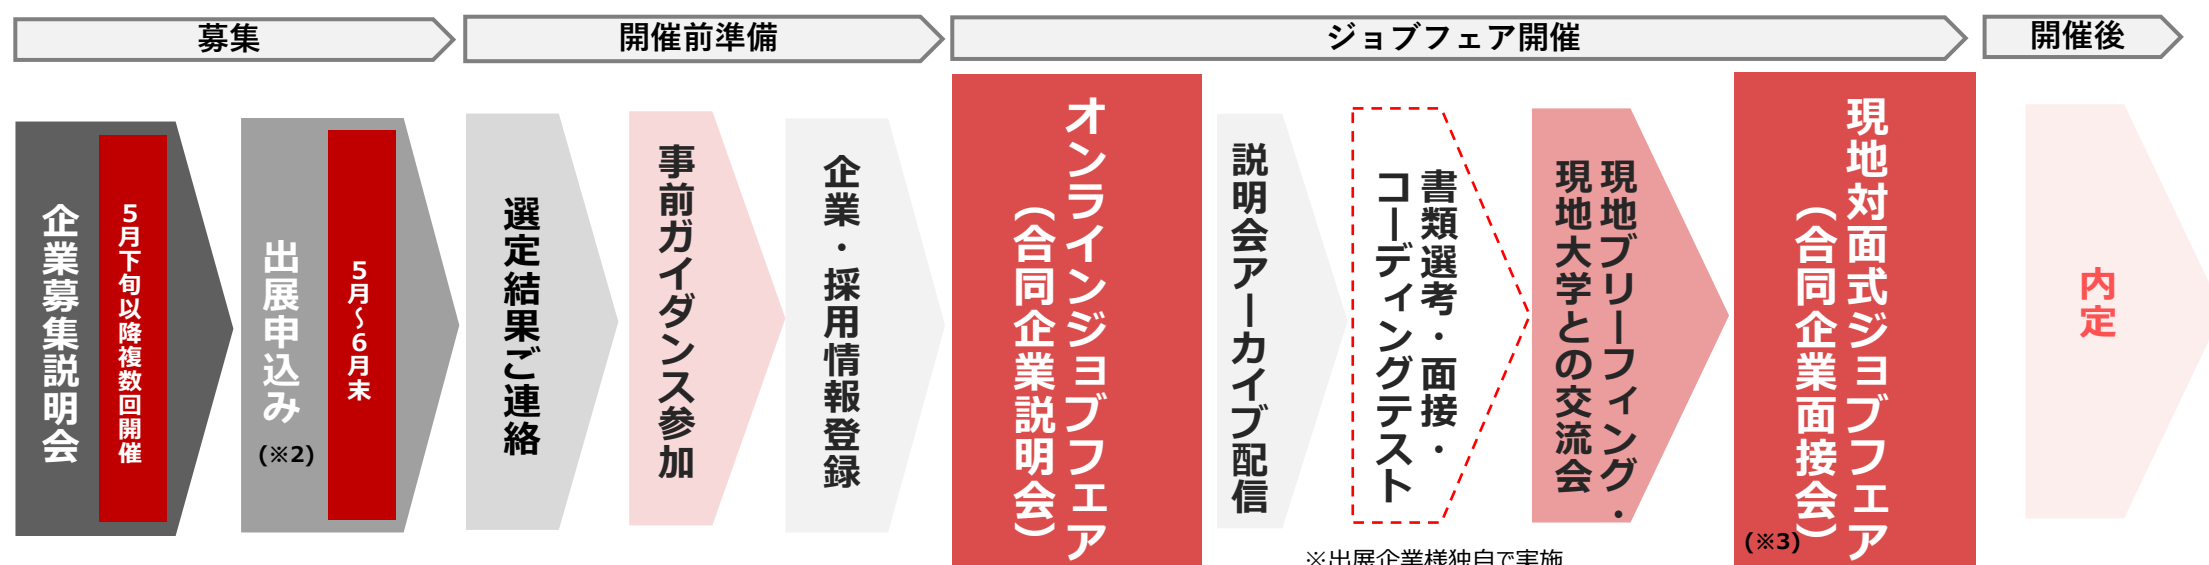 募集
開催前準備
ジョブフェア開催
開催後
企業募集説明会
5月下旬以降複数回開催
出展申込み
(※2)
5月～6月末
選定結果ご連絡
事前ガイダンス参加
企業・採用情報登録
オンラインジョブフェア
(合同企業説明会)
説明会アーカイブ配信
書類選考・面接・
コーディングテスト
※出展企業様独自で実施
現地ブリーフィング・
現地大学との交流会
現地対面式ジョブフェア
(合同企業面接会)
(※3)
内定